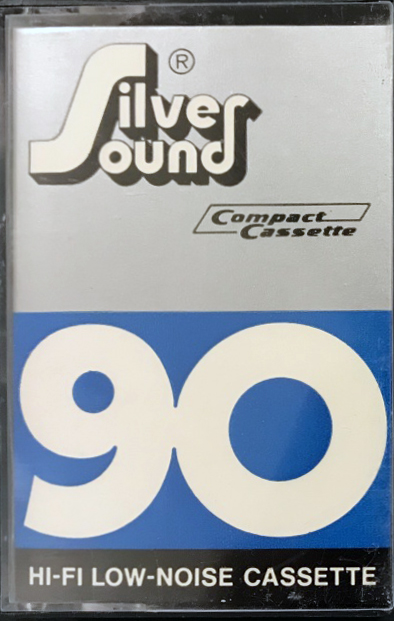 Silver ®
Sound
Compact
Cassette
90
HI-FI LOW-NOISE CASSETTE